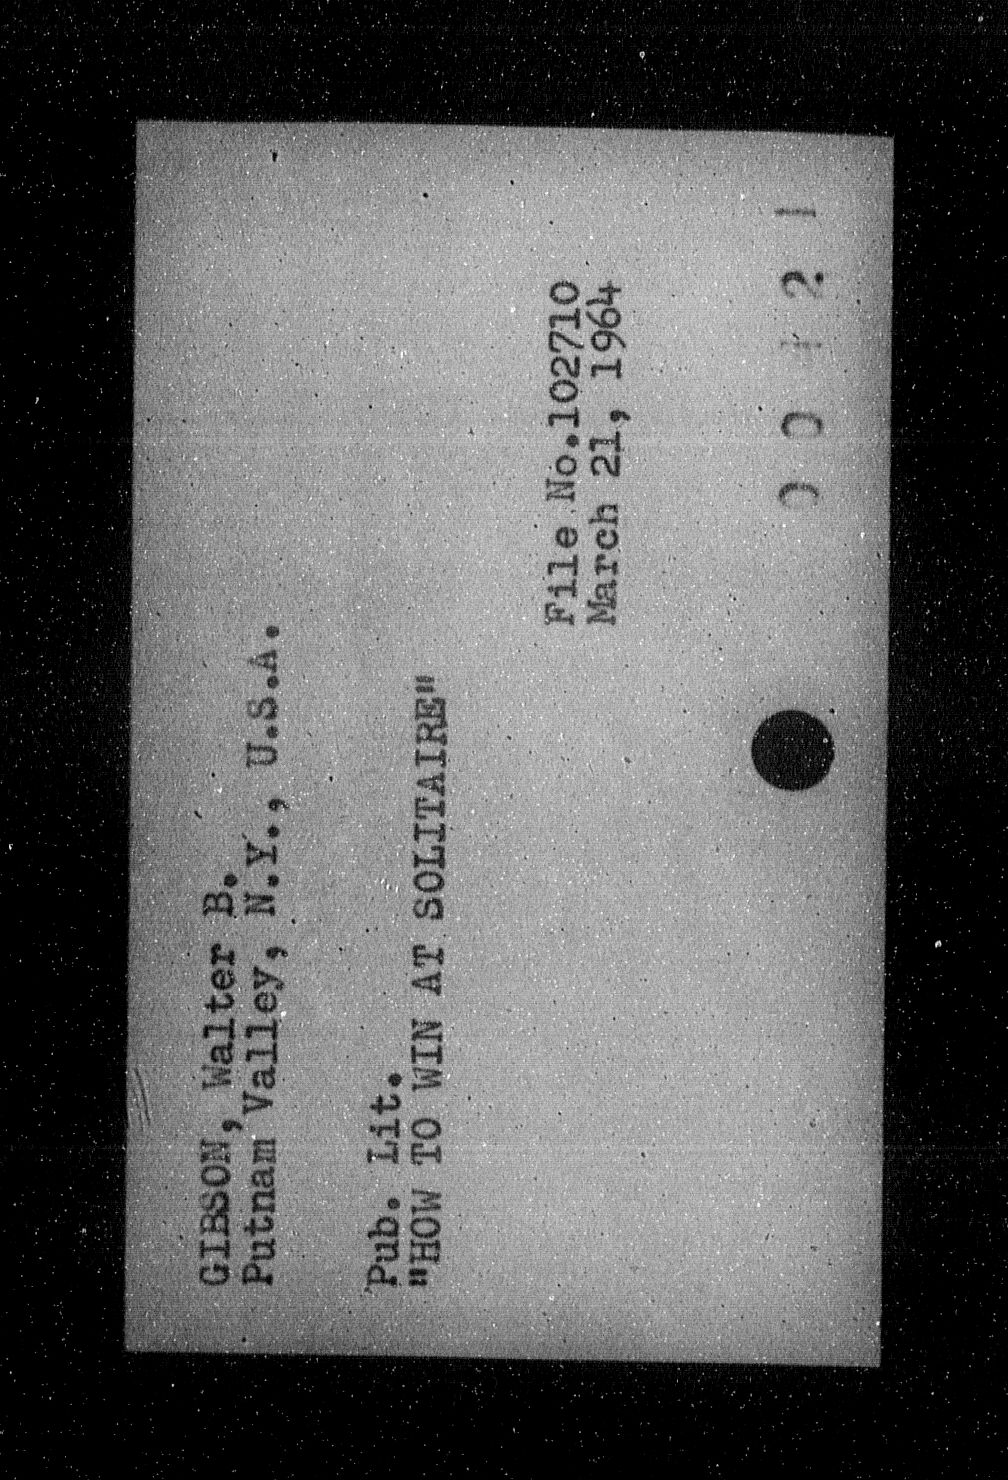 GIBSON, Walter B.
Putnam Valley, N.Y., U.S.A.
Pub. Lit.
"HOW TO WIN AT SOLITAIRE"
File No.102710
March 21, 1964